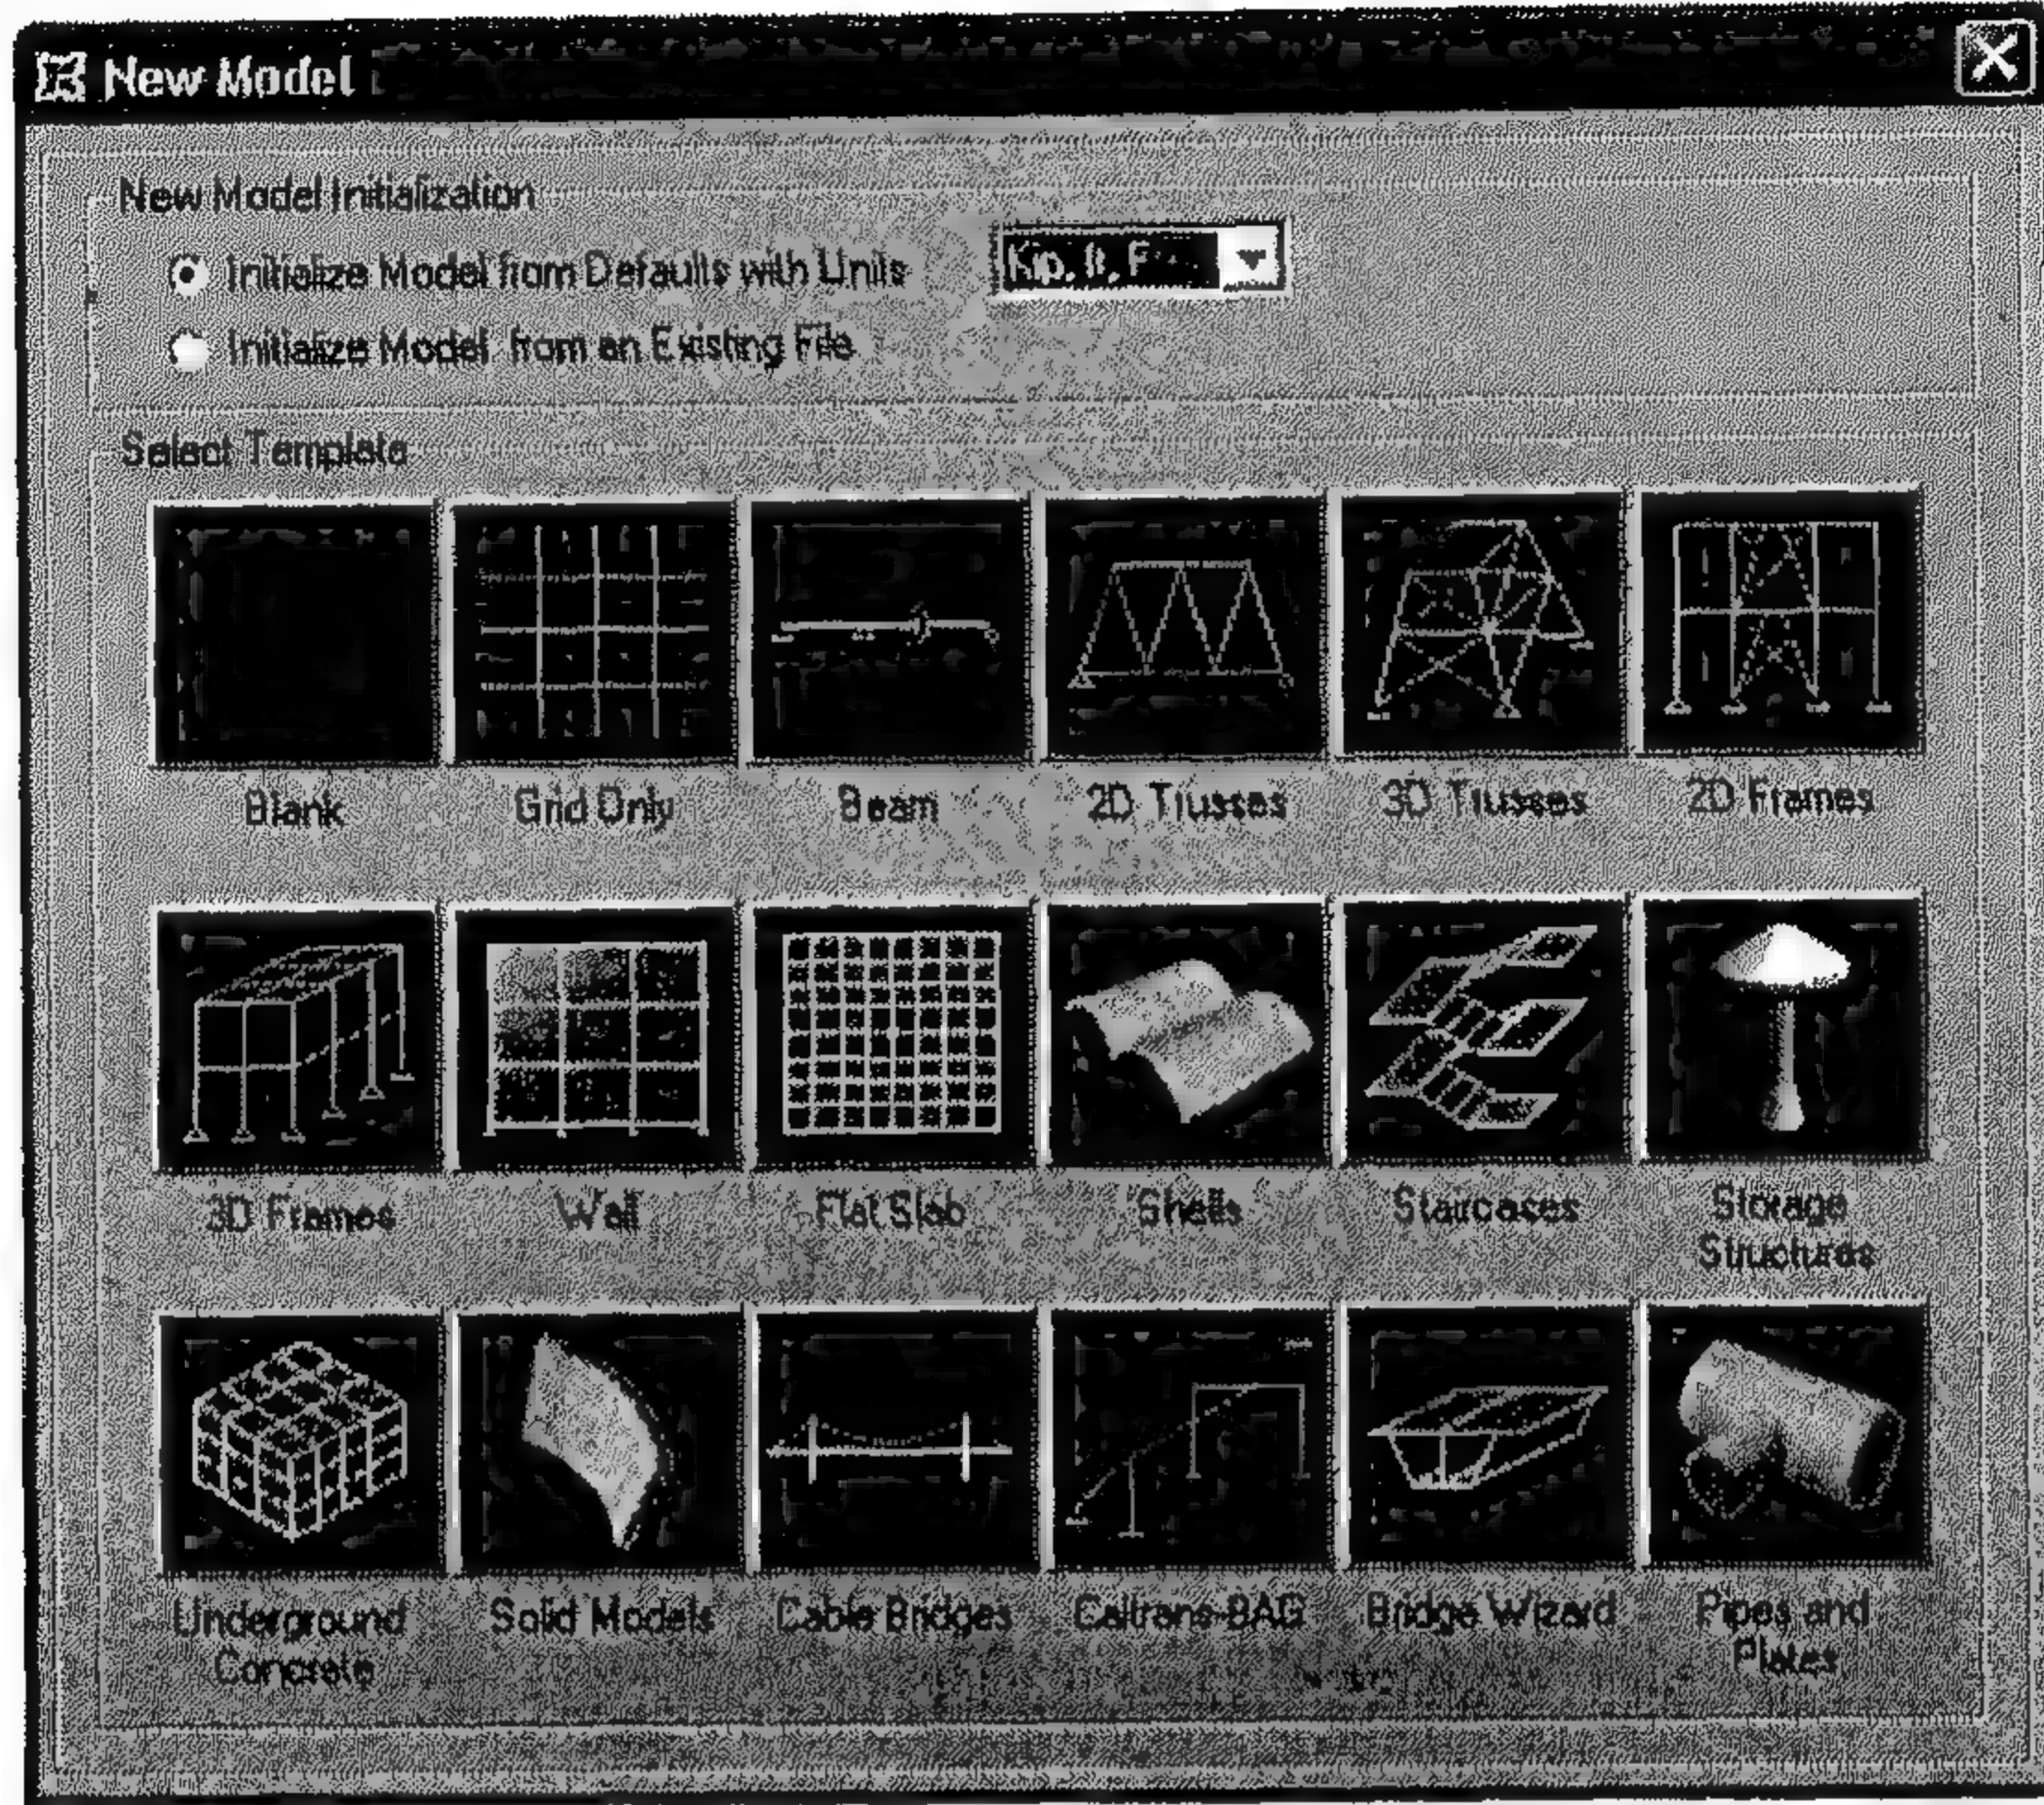 New Model
New Model Initialization
Initialize Model from Defaults with Units
Kip, ft, F
Initialize Model from an Existing File
Select Template
Blank Grid Only Beam 2D Trusses 3D Trusses 2D Frames
3D Frames Wall Flat Slab Shells Staircases Storage
Structures
Underground Solid Models Cable Bridges Caltrans-BAG Bridge Wizard Pipes and
Concrete Plates